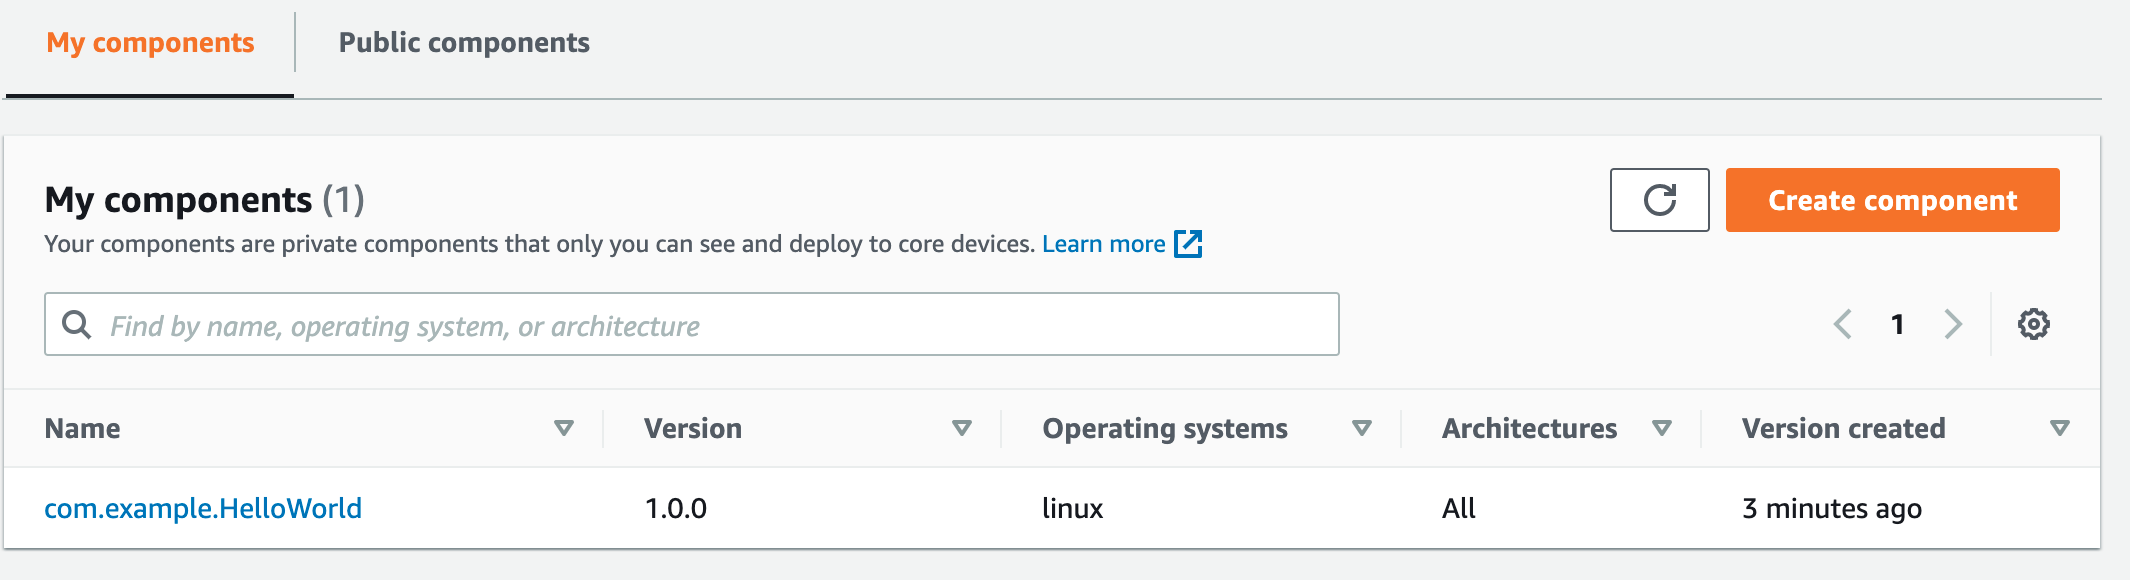 My components
Public components
My components (1)
Create component
Your components are private components that only you can see and deploy to core devices. Learn more
Find by name, operating system, or architecture
1
Name Version Operating systems Architectures Version created
com.example.HelloWorld 1.0.0 linux All 3 minutes ago